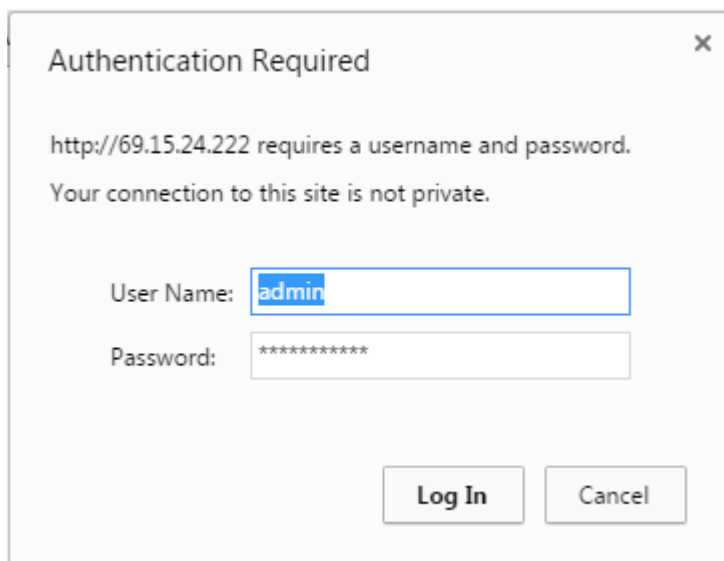 Authentication Required
http://69.15.24.222 requires a username and password.
Your connection to this site is not private.
User Name: admin
Password: ***********
Log In Cancel